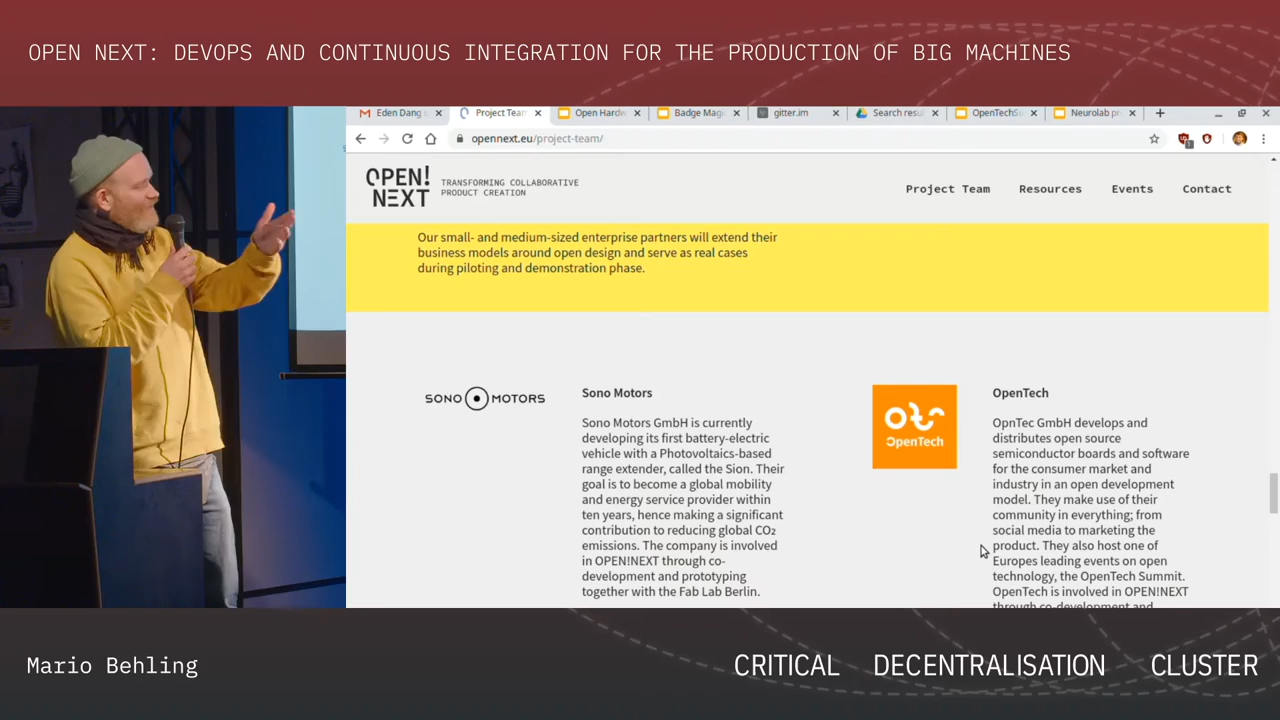 OPEN NEXT: DEVOPS AND CONTINUOUS INTEGRATION FOR THE PRODUCTION OF BIG MACHINES
Eden Dang
Project Team
Open Hardw
Badge Mag
gitter.im
Search resu
OpenTechSu
Neurolab pr
opennext.eu/project-team/
OPEN!
NEXT
TRANSFORMING COLLABORATIVE
PRODUCT CREATION
Project Team
Resources
Events
Contact
Our small- and medium-sized enterprise partners will extend their
business models around open design and serve as real cases
during piloting and demonstration phase.
SONO MOTORS
Sono Motors
Sono Motors GmbH is currently
developing its first battery-electric
vehicle with a Photovoltaics-based
range extender, called the Sion. Their
goal is to become a global mobility
and energy service provider within
ten years, hence making a significant
contribution to reducing global CO₂
emissions. The company is involved
in OPEN!NEXT through co-
development and prototyping
together with the Fab Lab Berlin.
OpenTech
OpenTech
OpnTec GmbH develops and
distributes open source
semiconductor boards and software
for the consumer market and
industry in an open development
model. They make use of their
community in everything; from
social media to marketing the
product. They also host one of
Europes leading events on open
technology, the OpenTech Summit.
OpenTech is involved in OPEN!NEXT
through co-development and
Mario Behling
CRITICAL DECENTRALISATION CLUSTER